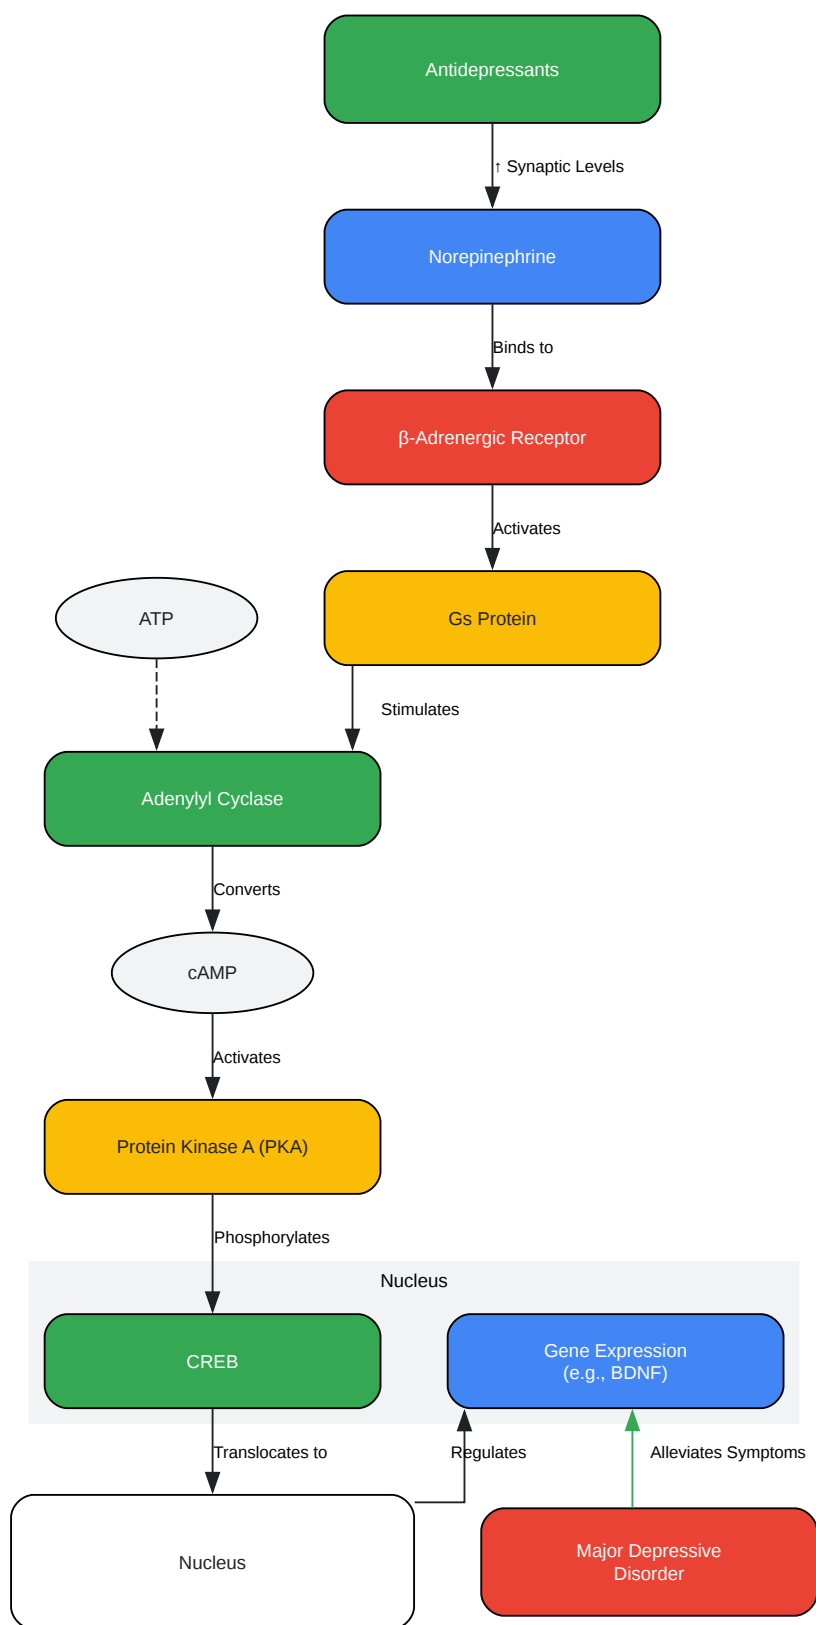 Antidepressants
↑ Synaptic Levels
Norepinephrine
Binds to
β-Adrenergic Receptor
Activates
ATP
Gs Protein
Stimulates
Adenylyl Cyclase
Converts
cAMP
Activates
Protein Kinase A (PKA)
Phosphorylates
Nucleus
CREB
Gene Expression
(e.g., BDNF)
Translocates to
Regulates
Alleviates Symptoms
Nucleus
Major Depressive
Disorder